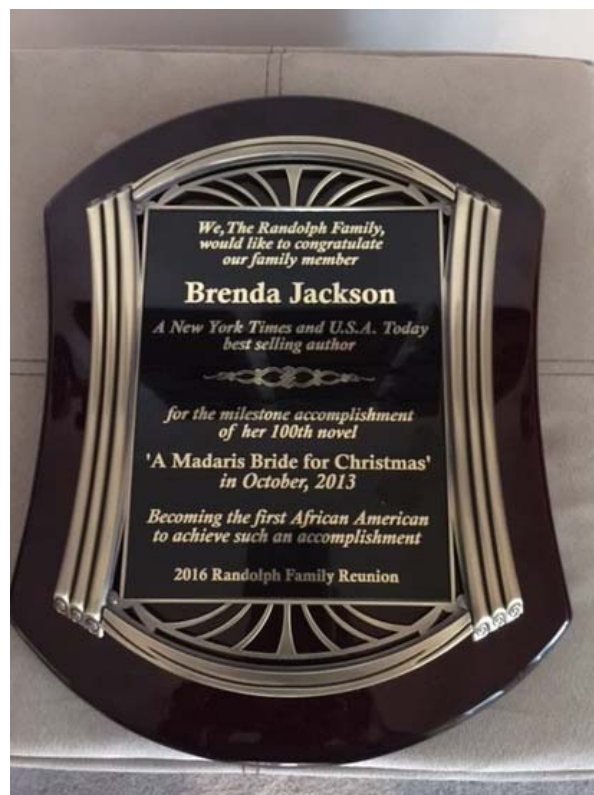 We, The Randolph Family,
would like to congratulate
our family member
Brenda Jackson
A New York Times and U.S.A. Today
best selling author
for the milestone accomplishment
of her 100th novel
'A Madaris Bride for Christmas'
in October, 2013
Becoming the first African American
to achieve such an accomplishment
2016 Randolph Family Reunion